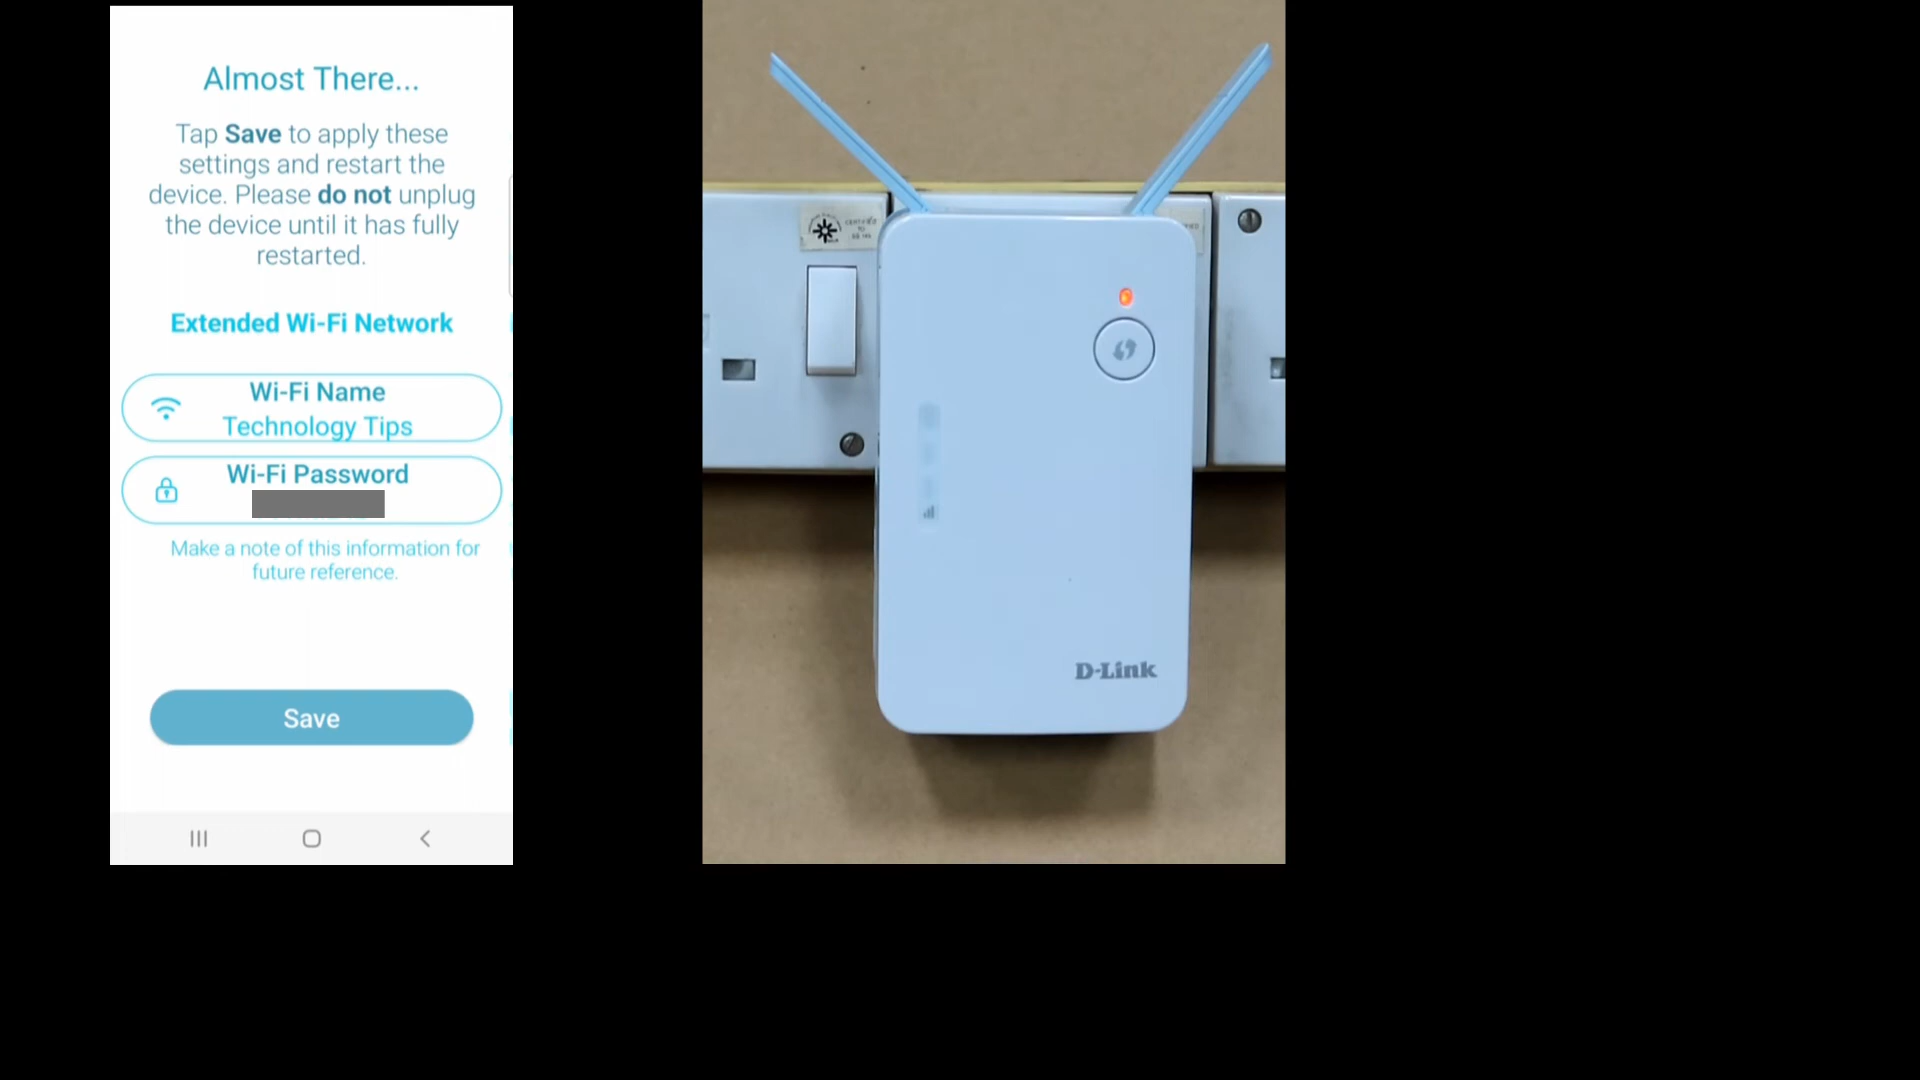 Almost There...
Tap Save to apply these
settings and restart the
device. Please do not unplug
the device until it has fully
restarted.
Extended Wi-Fi Network
Wi-Fi Name
Technology Tips
Wi-Fi Password
Make a note of this information for
future reference.
Save
CERTIFIED
TO
D-Link